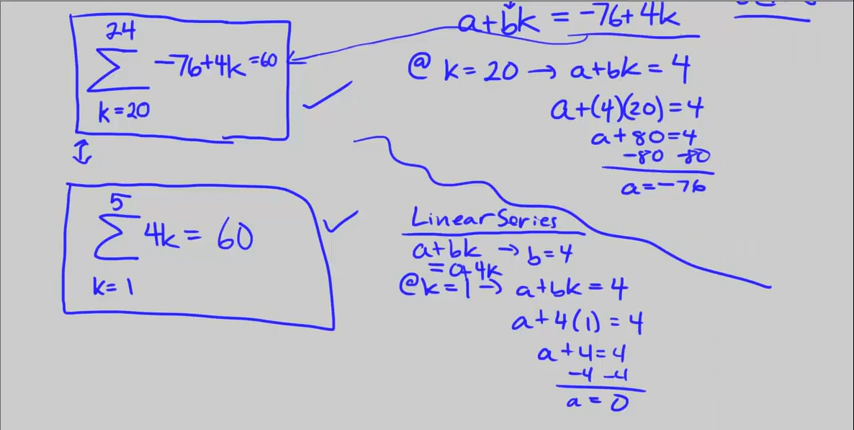 24
∑ -76+4k =60
k=20
↕
5
∑ 4k = 60
k=1
a+bk = -76+4k
@ k=20 → a+bk=4
a+(4)(20)=4
a+80=4
-80 -80
a=-76
Linear Series
a+bk → b=4
=a+4k
@k=1 → a+bk=4
a+4(1)=4
a+4=4
-4 -4
a=0